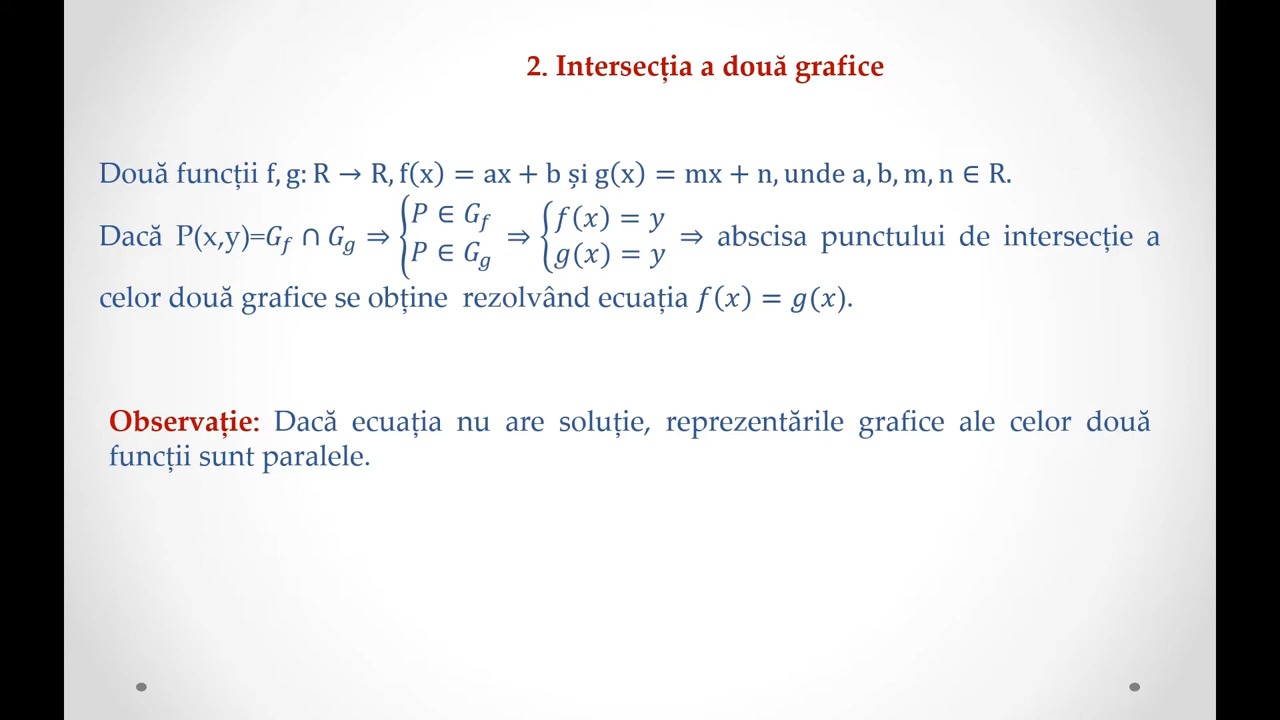 2. Intersecția a două grafice
Două funcții f, g: R → R, f(x) = ax + b și g(x) = mx + n, unde a, b, m, n ∈ R.
Dacă P(x,y)=𝐺_f ∩ 𝐺_g ⇒ {P ∈ G_f P ∈ G_g ⇒ {f(x) = y g(x) = y ⇒ abscisa punctului de intersecție a
celor două grafice se obține rezolvând ecuația f(x) = g(x).
Observație: Dacă ecuația nu are soluție, reprezentările grafice ale celor două
funcții sunt paralele.